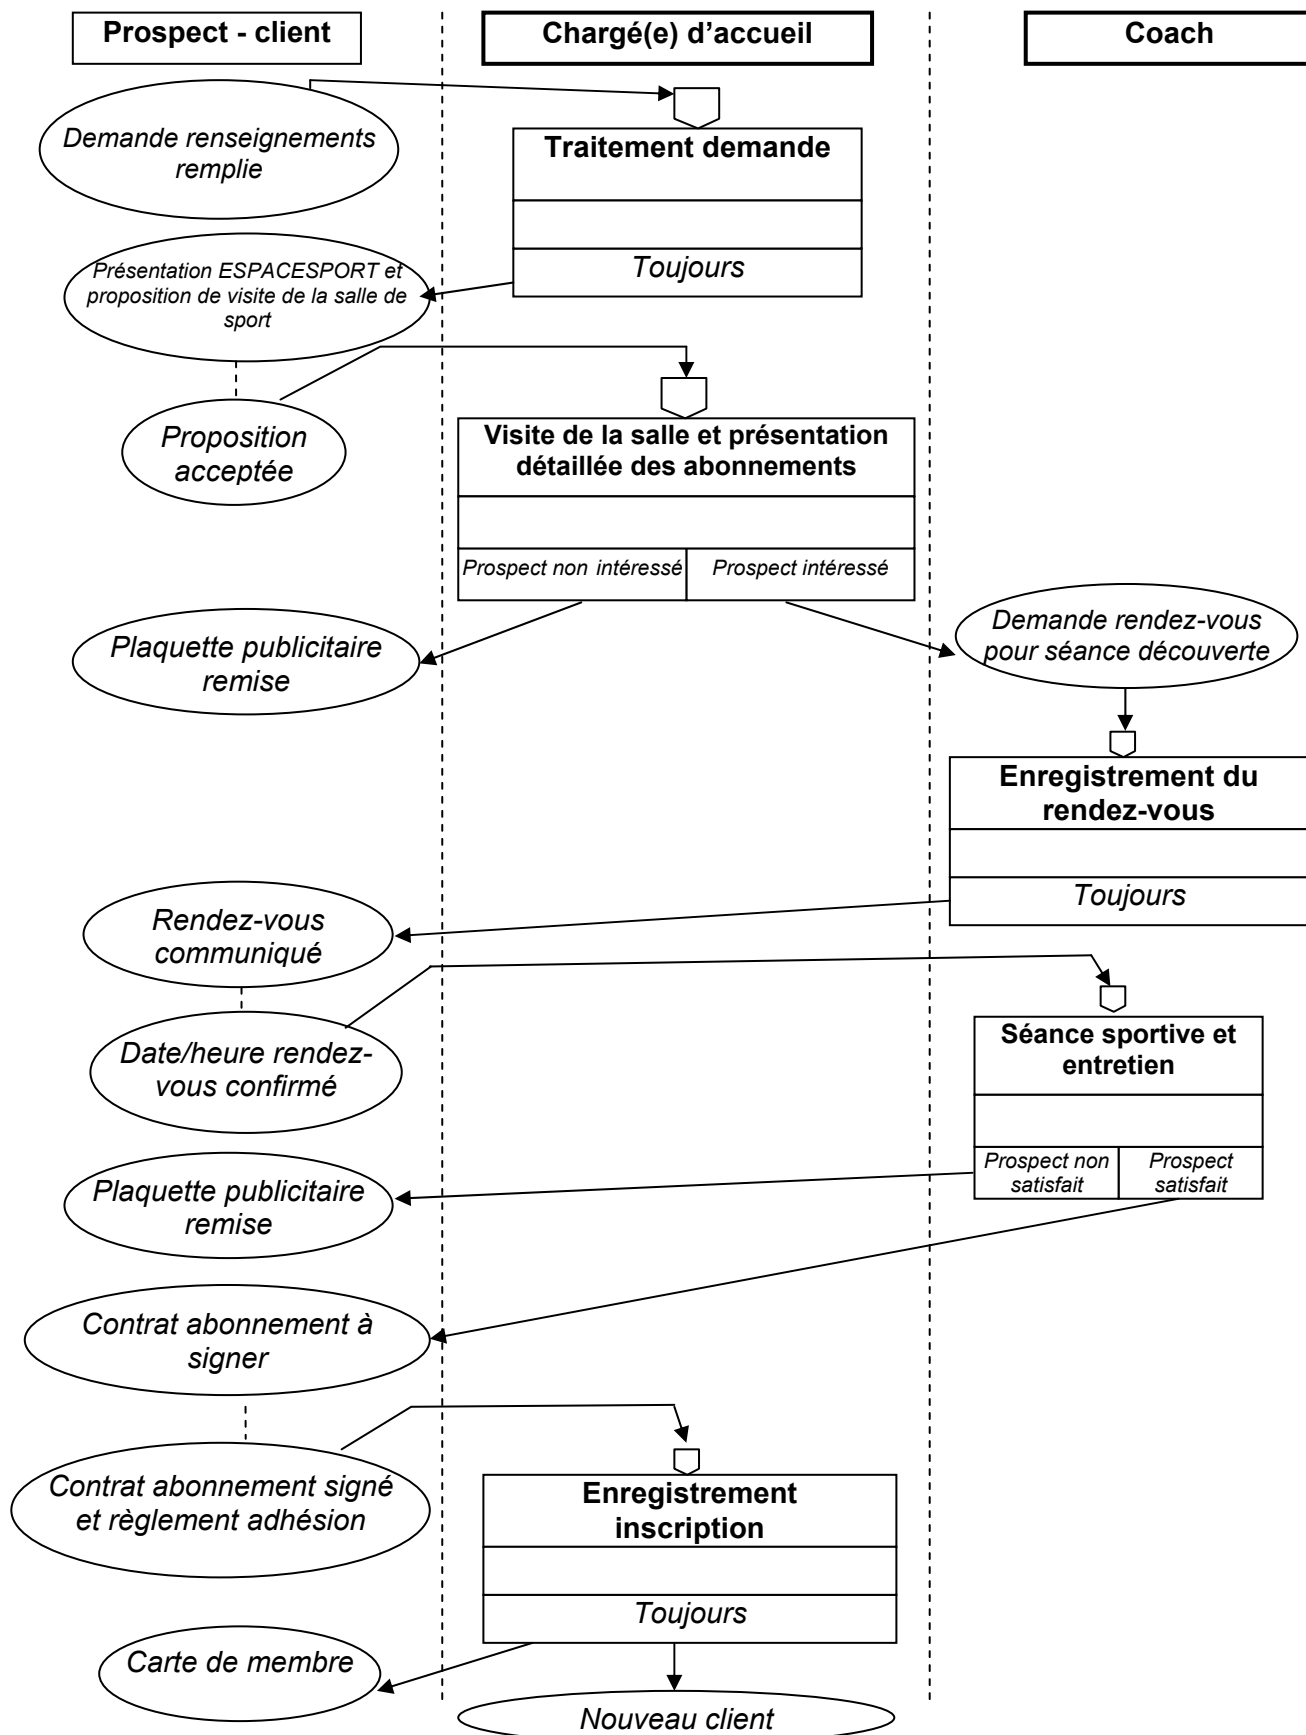 Prospect - client
Chargé(e) d'accueil
Coach
Demande renseignements
remplie
Traitement demande
Toujours
Présentation ESPACESPORT et
proposition de visite de la salle de
sport
Proposition
acceptée
Visite de la salle et présentation
détaillée des abonnements
Prospect non intéressé
Prospect intéressé
Plaquette publicitaire
remise
Demande rendez-vous
pour séance découverte
Enregistrement du
rendez-vous
Toujours
Rendez-vous
communiqué
Date/heure rendez-
vous confirmé
Séance sportive et
entretien
Prospect non
satisfait
Prospect
satisfait
Plaquette publicitaire
remise
Contrat abonnement à
signer
Contrat abonnement signé
et règlement adhésion
Enregistrement
inscription
Toujours
Carte de membre
Nouveau client